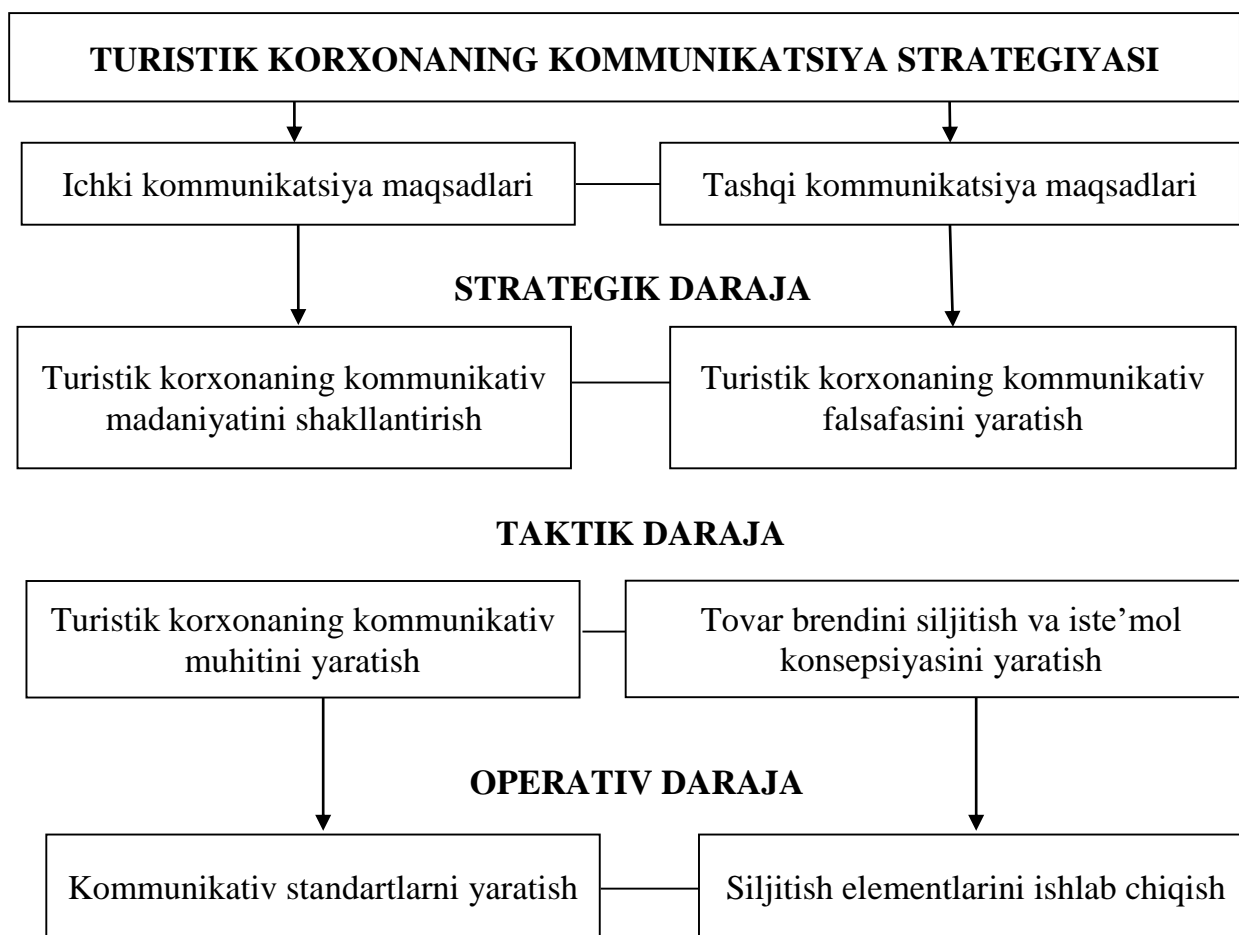 TURISTIK KORXONANING KOMMUNIKATSIYA STRATEGIYASI
Ichki kommunikatsiya maqsadlari
Tashqi kommunikatsiya maqsadlari
STRATEGIK DARAJA
Turistik korxonaning kommunikativ
madaniyatini shakllantirish
Turistik korxonaning kommunikativ
falsafasini yaratish
TAKTIK DARAJA
Turistik korxonaning kommunikativ
muhitini yaratish
Tovar brendini siljitish va iste’mol
konsepsiyasini yaratish
OPERATIV DARAJA
Kommunikativ standartlarni yaratish
Siljitish elementlarini ishlab chiqish